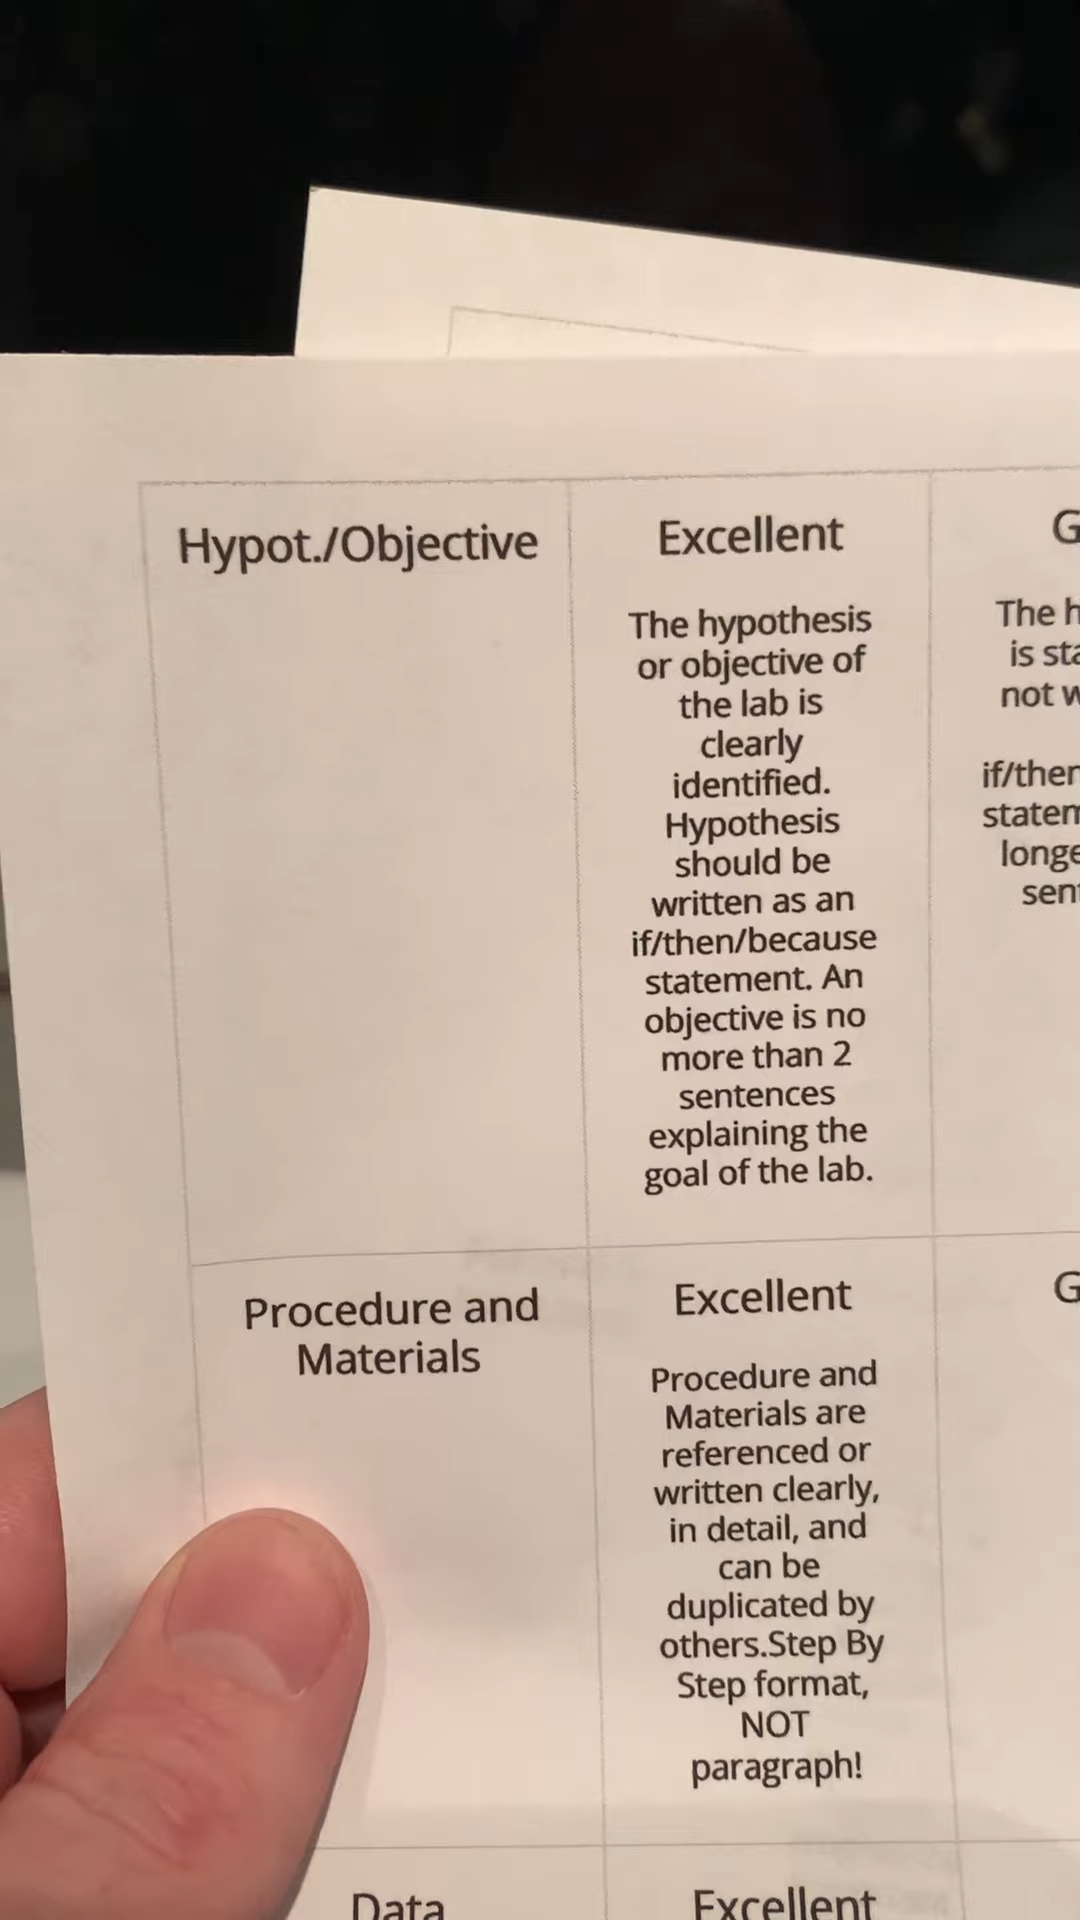 Hypot./Objective
Excellent
The hypothesis
or objective of
the lab is
clearly
identified.
Hypothesis
should be
written as an
if/then/because
statement. An
objective is no
more than 2
sentences
explaining the
goal of the lab.
The
is
not
Procedure and
Materials
Excellent
Procedure and
Materials are
referenced or
written clearly,
in detail, and
can be
duplicated by
others.Step By
Step format,
NOT
paragraph!
Data
Excellent